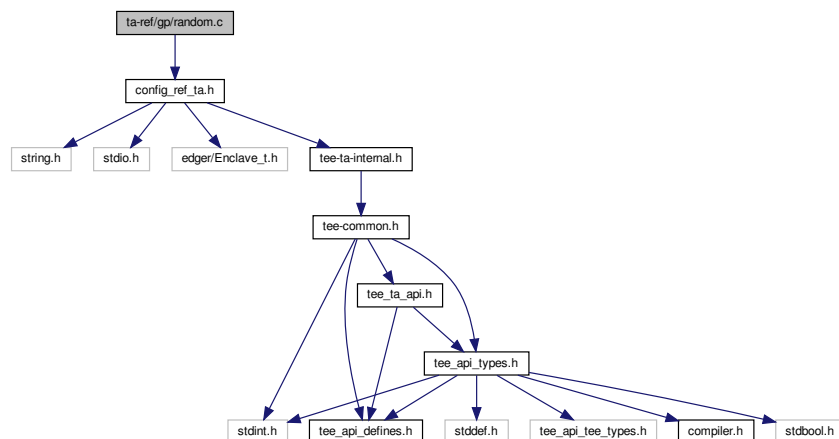 ta-ref/gp/random.c
config_ref_ta.h
string.h
stdio.h
edger/Enclave_t.h
tee-ta-internal.h
tee-common.h
tee_ta_api.h
tee_api_types.h
stdint.h
tee_api_defines.h
stddef.h
tee_api_tee_types.h
compiler.h
stdbool.h